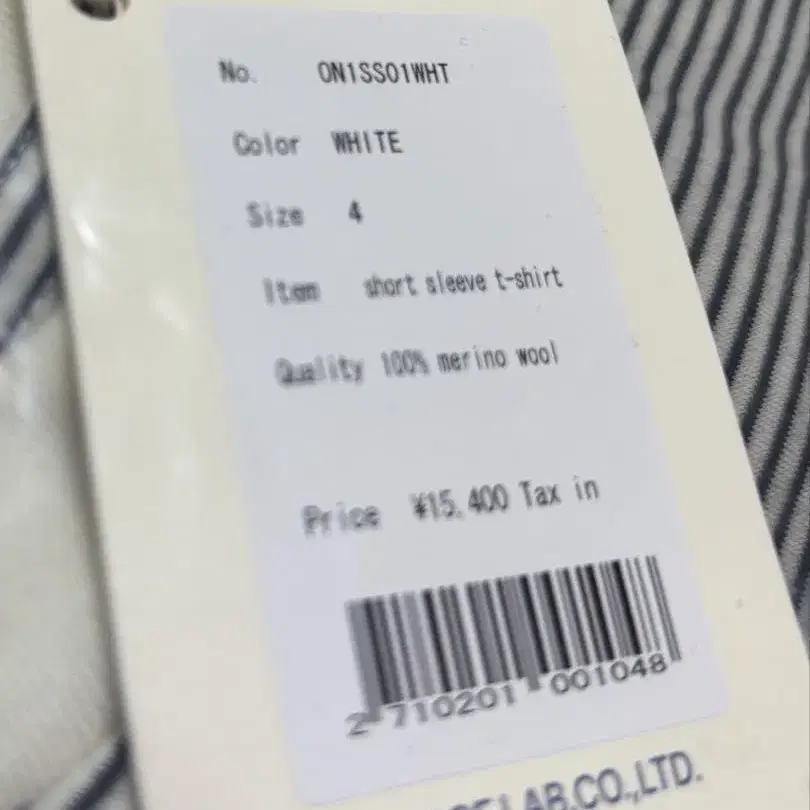 No. ON1SS01WHT
Color WHITE
Size 4
Item short sleeve t-shirt
Quality 100% merino wool
Price ¥15,400 Tax in
2 710201 001048
LAB.CO.,LTD.